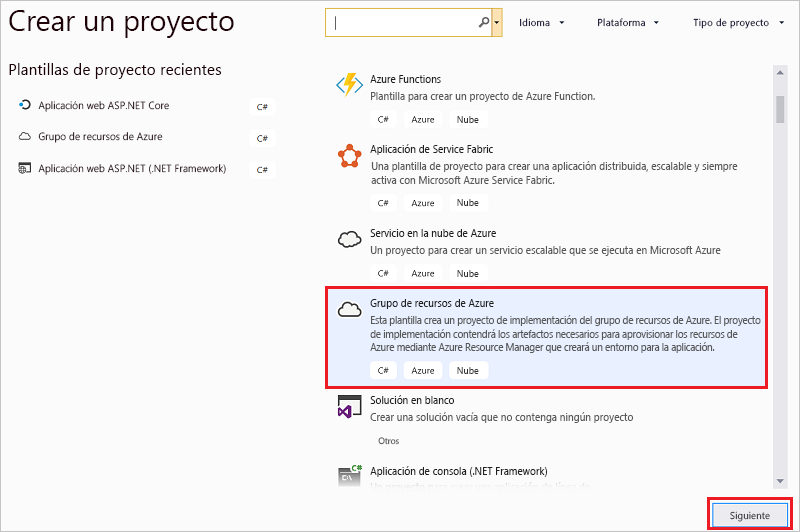 Crear un proyecto
Idioma
Plataforma
Tipo de proyecto
Plantillas de proyecto recientes
Aplicación web ASP.NET Core C#
Grupo de recursos de Azure C#
Aplicación web ASP.NET (.NET Framework) C#
Azure Functions
Plantilla para crear un proyecto de Azure Function.
C# Azure Nube
Aplicación de Service Fabric
Una plantilla de proyecto para crear una aplicación distribuida, escalable y siempre
activa con Microsoft Azure Service Fabric.
C# Azure Nube
Servicio en la nube de Azure
Un proyecto para crear un servicio escalable que se ejecuta en Microsoft Azure
C# Azure Nube
Grupo de recursos de Azure
Esta plantilla crea un proyecto de implementación del grupo de recursos de Azure. El proyecto
de implementación contendrá los artefactos necesarios para aprovisionar los recursos de
Azure mediante Azure Resource Manager que creará un entorno para la aplicación.
C# Azure Nube
Solución en blanco
Crear una solución vacía que no contenga ningún proyecto
Otros
C#
Aplicación de consola (.NET Framework)
Siguiente